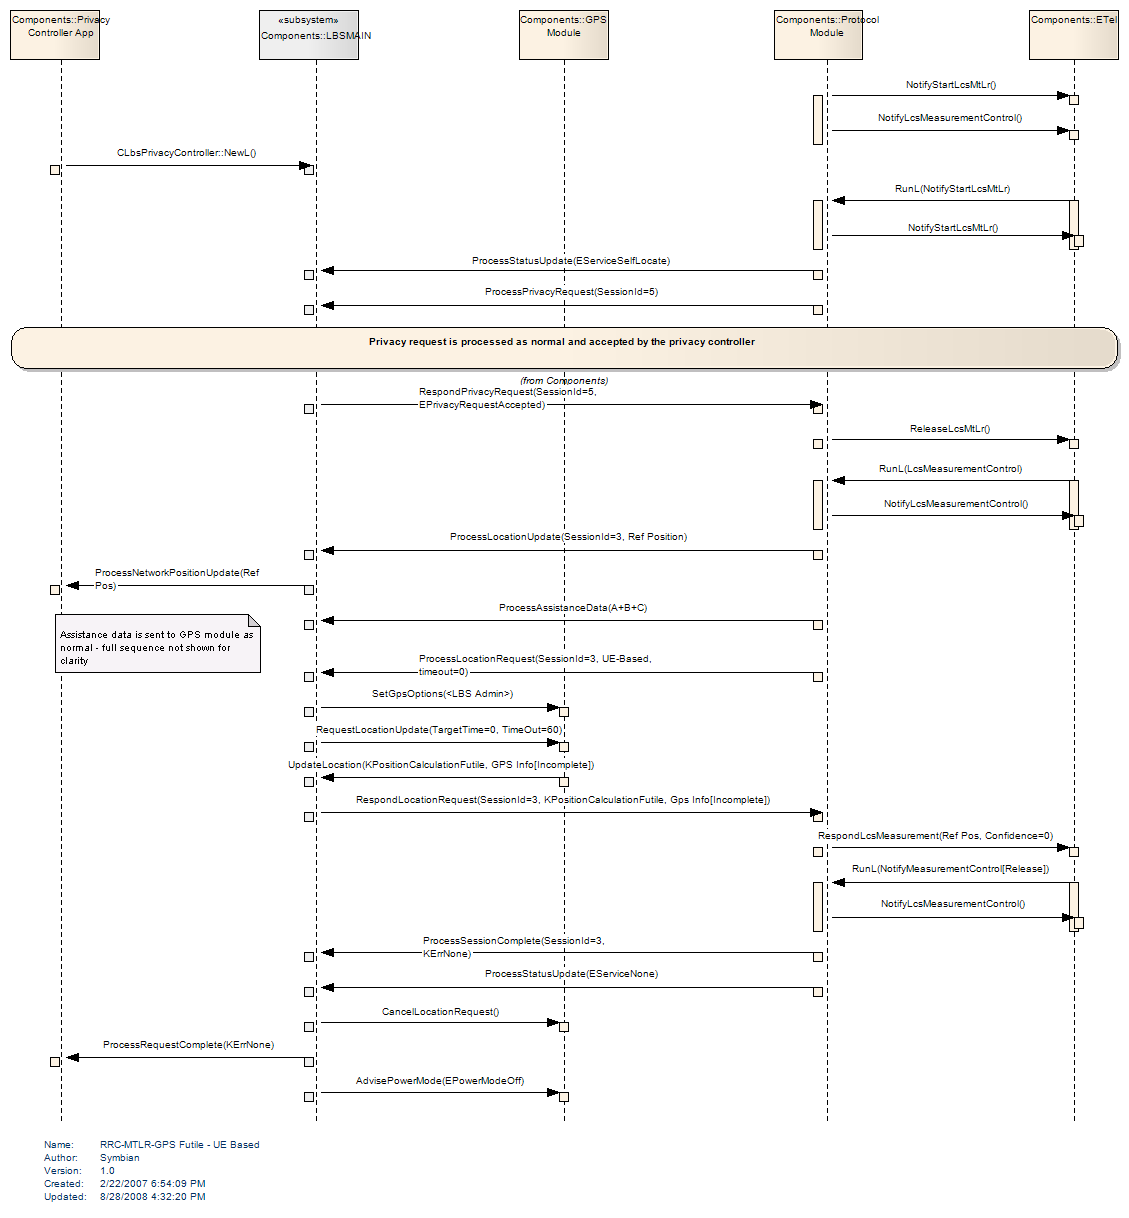 Components::Privacy
Controller App
«subsystem»
Components::LBSMAIN
Components::GPS
Module
Components::Protocol
Module
Components::ETel
NotifyStartLcsMtLr()
NotifyLcsMeasurementControl()
CLbsPrivacyController::NewL()
RunL(NotifyStartLcsMtLr)
NotifyStartLcsMtLr()
ProcessStatusUpdate(EServiceSelfLocate)
ProcessPrivacyRequest(SessionId=5)
Privacy request is processed as normal and accepted by the privacy controller
(from Components)
RespondPrivacyRequest(SessionId=5,
EPrivacyRequestAccepted)
ReleaseLcsMtLr()
RunL(LcsMeasurementControl)
NotifyLcsMeasurementControl()
ProcessLocationUpdate(SessionId=3, Ref Position)
ProcessNetworkPositionUpdate(Ref
Pos)
ProcessAssistanceData(A+B+C)
Assistance data is sent to GPS module as
normal - full sequence not shown for
clarity
ProcessLocationRequest(SessionId=3, UE-Based,
timeout=0)
SetGpsOptions(<LBS Admin>)
RequestLocationUpdate(TargetTime=0, TimeOut=60)
UpdateLocation(KPositionCalculationFutile, GPS Info[Incomplete])
RespondLocationRequest(SessionId=3, KPositionCalculationFutile, Gps Info[Incomplete])
RespondLcsMeasurement(Ref Pos, Confidence=0)
RunL(NotifyMeasurementControl[Release])
NotifyLcsMeasurementControl()
ProcessSessionComplete(SessionId=3,
KErrNone)
ProcessStatusUpdate(EServiceNone)
CancelLocationRequest()
ProcessRequestComplete(KErrNone)
AdvisePowerMode(EPowerModeOff)
Name: RRC-MTLR-GPS Futile - UE Based
Author: Symbian
Version: 1.0
Created: 2/22/2007 6:54:09 PM
Updated: 8/28/2008 4:32:20 PM